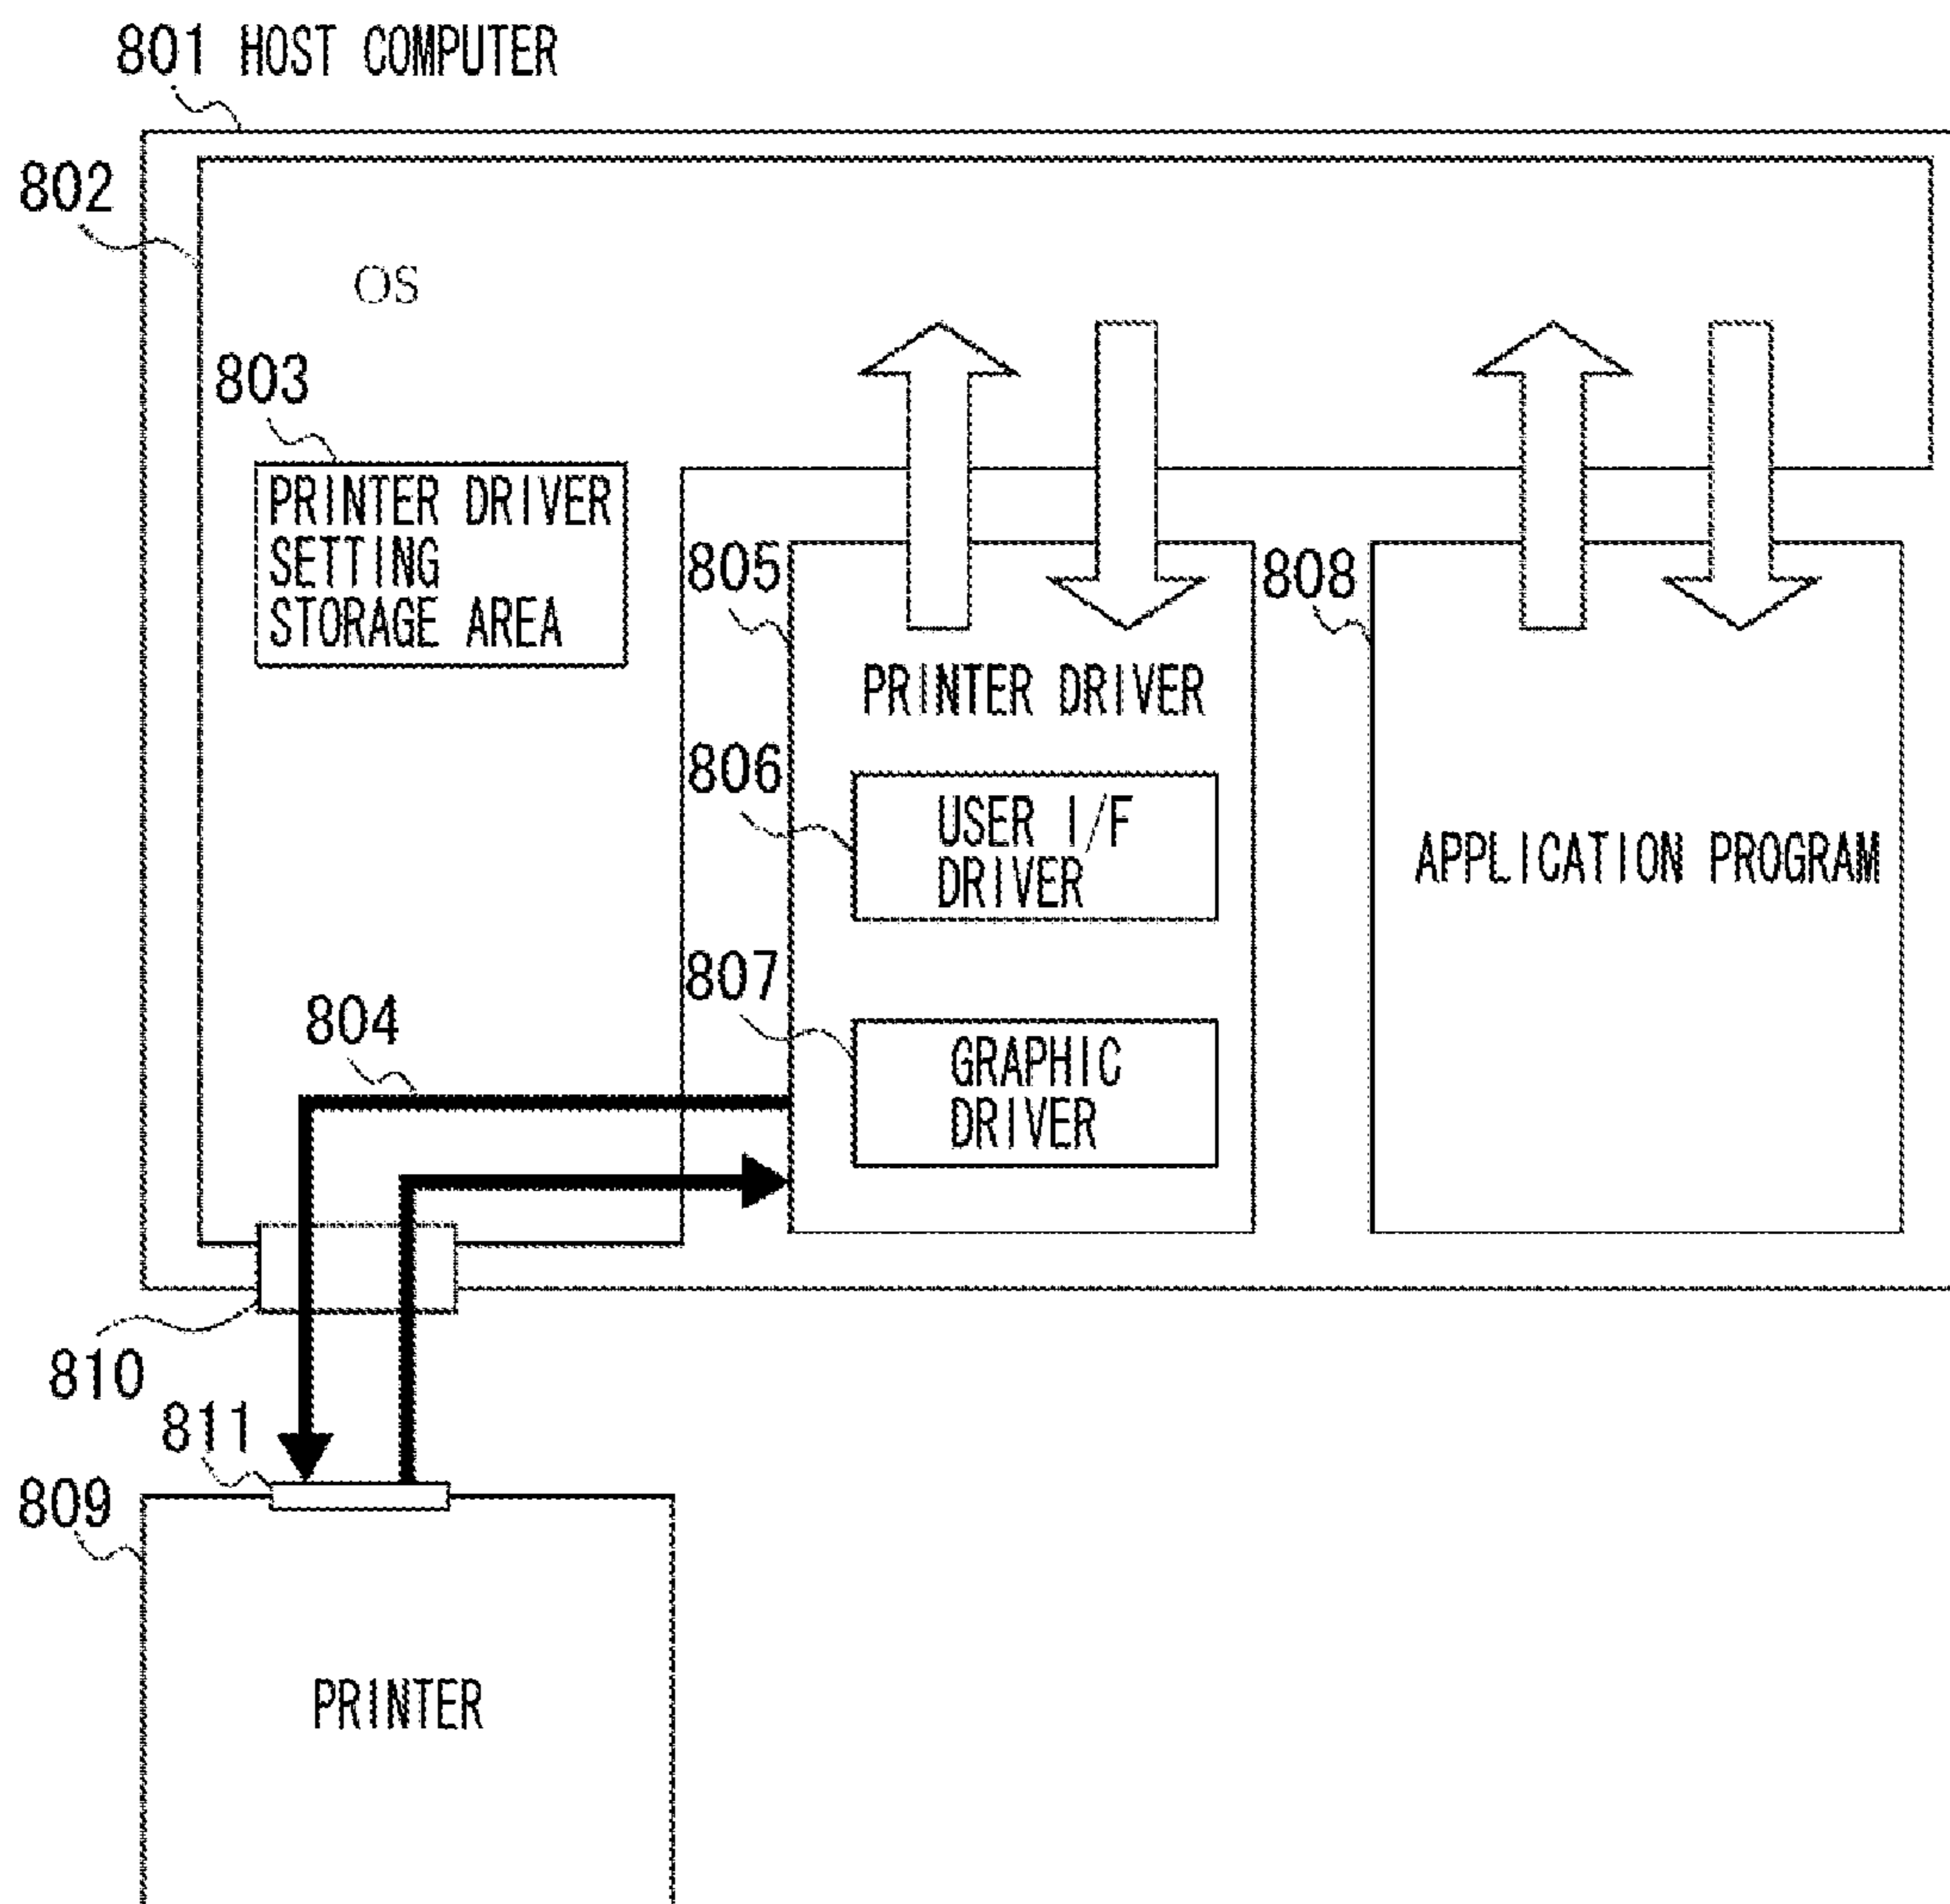 801 HOST COMPUTER
802
OS
803
PRINTER DRIVER
SETTING
STORAGE AREA
805
808
PRINTER DRIVER
806
USER I/F
DRIVER
APPLICATION PROGRAM
807
GRAPHIC
DRIVER
804
810
811
809
PRINTER